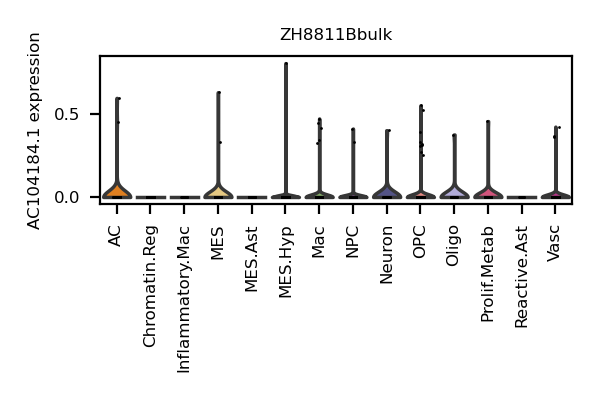 ZH8811Bbulk
AC104184.1 expression
0.5
0.0
AC
Chromatin.Reg
Inflammatory.Mac
MES
MES.Ast
MES.Hyp
Mac
NPC
Neuron
OPC
Oligo
Prolif.Metab
Reactive.Ast
Vasc